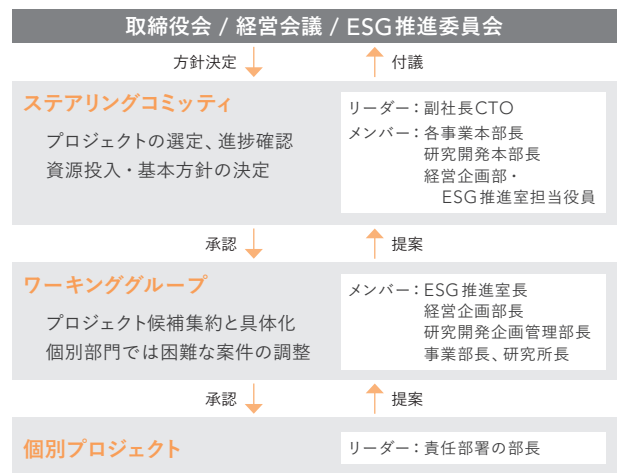 取締役会 / 経営会議 / ESG推進委員会
方針決定
付議
ステアリングコミッティ
プロジェクトの選定、進捗確認
資源投入・基本方針の決定
リーダー：副社長CTO
メンバー：各事業本部長
研究開発本部長
経営企画部・
ESG推進室担当役員
承認
提案
ワーキンググループ
プロジェクト候補集約と具体化
個別部門では困難な案件の調整
メンバー：ESG推進室長
経営企画部長
研究開発企画管理部長
事業部長、研究所長
承認
提案
個別プロジェクト
リーダー：責任部署の部長